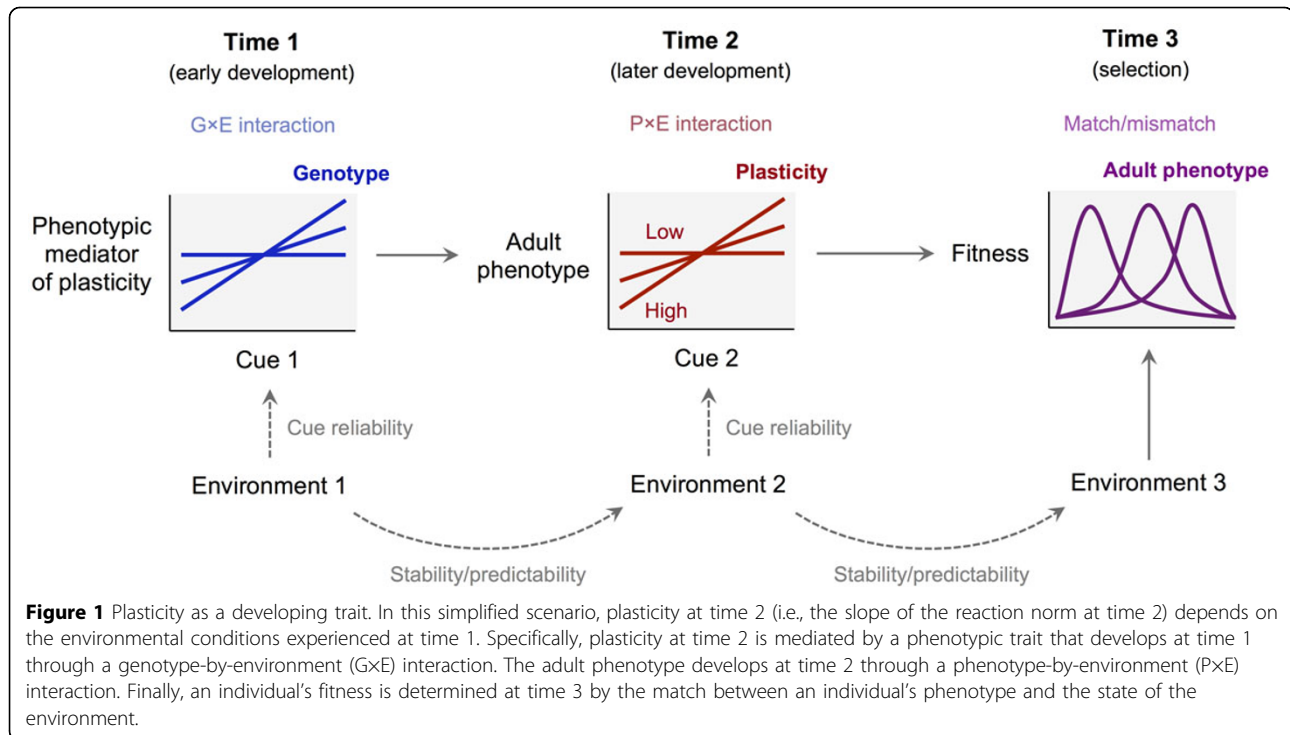 Time 1
(early development)
Time 2
(later development)
Time 3
(selection)
G×E interaction
P×E interaction
Match/mismatch
Genotype
Plasticity
Adult phenotype
Phenotypic
mediator
of plasticity
Adult
phenotype
Low
High
Fitness
Cue 1
Cue 2
Cue reliability
Cue reliability
Environment 1
Environment 2
Environment 3
Stability/predictability
Stability/predictability
Figure 1 Plasticity as a developing trait. In this simplified scenario, plasticity at time 2 (i.e., the slope of the reaction norm at time 2) depends on
the environmental conditions experienced at time 1. Specifically, plasticity at time 2 is mediated by a phenotypic trait that develops at time 1
through a genotype-by-environment (G×E) interaction. The adult phenotype develops at time 2 through a phenotype-by-environment (P×E)
interaction. Finally, an individual's fitness is determined at time 3 by the match between an individual's phenotype and the state of the
environment.